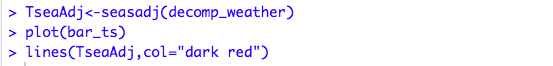 > TseaAdj<-seasadj(decomp_weather)
> plot(bar_ts)
> lines(TseaAdj,col="dark red")